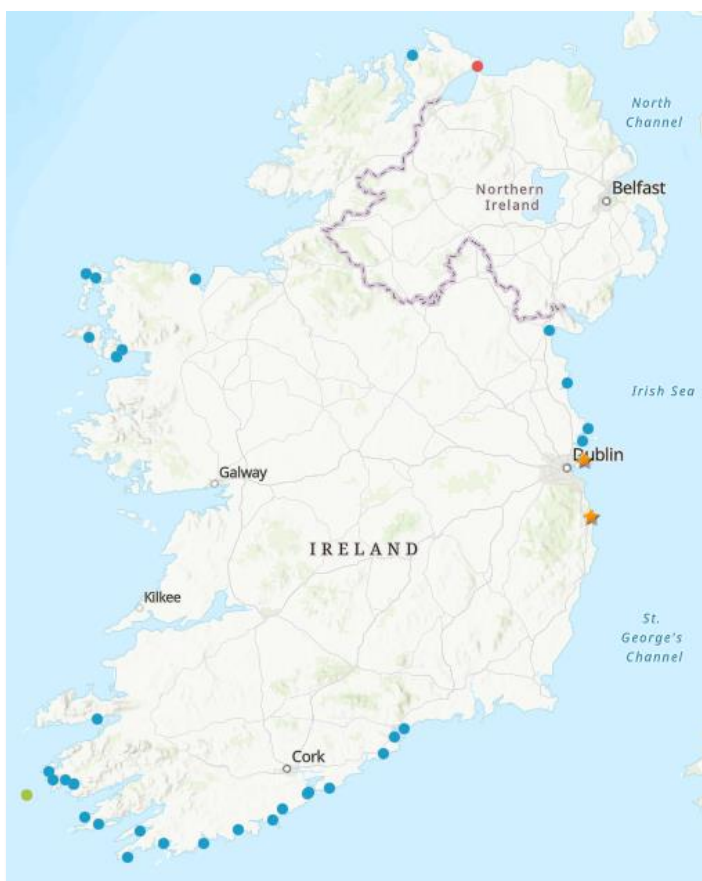 North
Channel
Northern
Ireland
Belfast
Irish Sea
Dublin
Galway
IRELAND
Kilkee
St.
George's
Channel
Cork